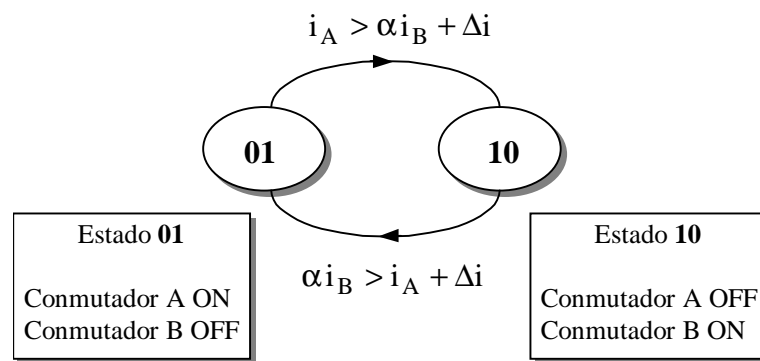 i_A > αi_B + Δi
01
10
αi_B > i_A + Δi
Estado 01
Conmutador A ON
Conmutador B OFF
Estado 10
Conmutador A OFF
Conmutador B ON